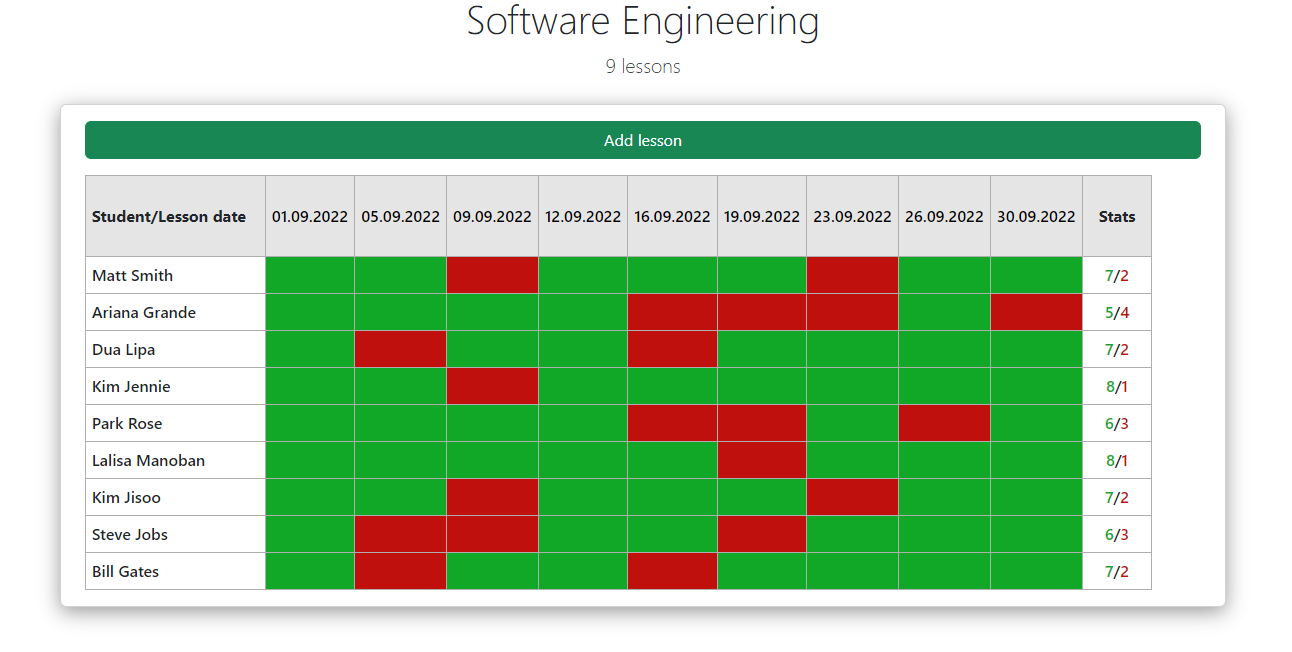 Software Engineering
9 lessons
Add lesson
Student/Lesson date 01.09.2022 05.09.2022 09.09.2022 12.09.2022 16.09.2022 19.09.2022 23.09.2022 26.09.2022 30.09.2022 Stats
Matt Smith 7/2
Ariana Grande 5/4
Dua Lipa 7/2
Kim Jennie 8/1
Park Rose 6/3
Lalisa Manoban 8/1
Kim Jisoo 7/2
Steve Jobs 6/3
Bill Gates 7/2